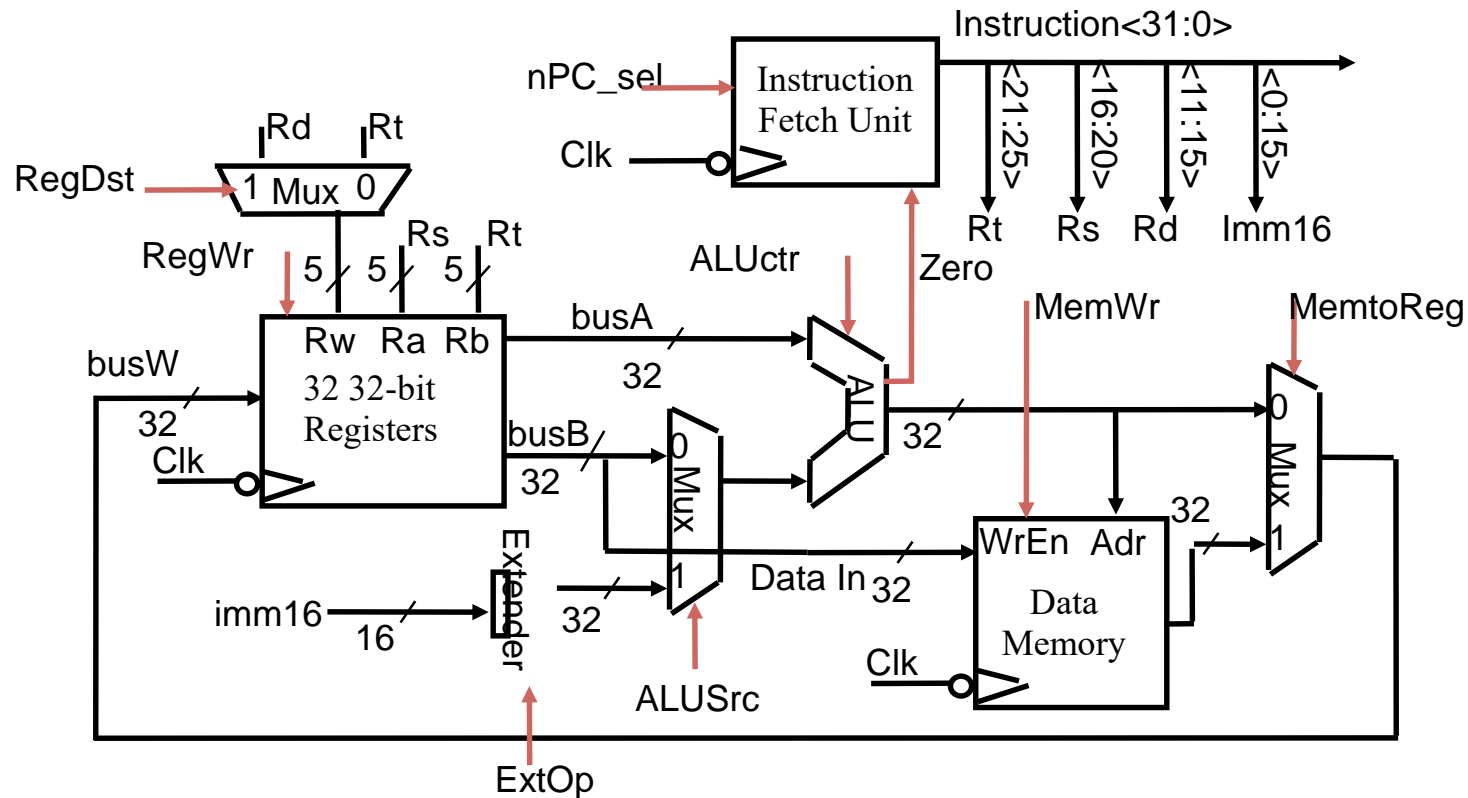 Instruction<31:0>
nPC_sel
Instruction
Fetch Unit
Clk
<21:25>
<16:20>
<11:15>
<0:15>
Rt
Rs
Rd
Imm16
Rd
Rt
RegDst
1 Mux 0
RegWr
5
5
5
Rs
Rt
ALUctr
Zero
MemWr
MemtoReg
busW
32
Rw Ra Rb
32 32-bit
Registers
Clk
busA
32
busB
32
0
Mux
1
ALU
32
0
Mux
1
32
WrEn Adr
Data In
32
Data
Memory
Clk
imm16
16
Extender
32
ALUSrc
ExtOp